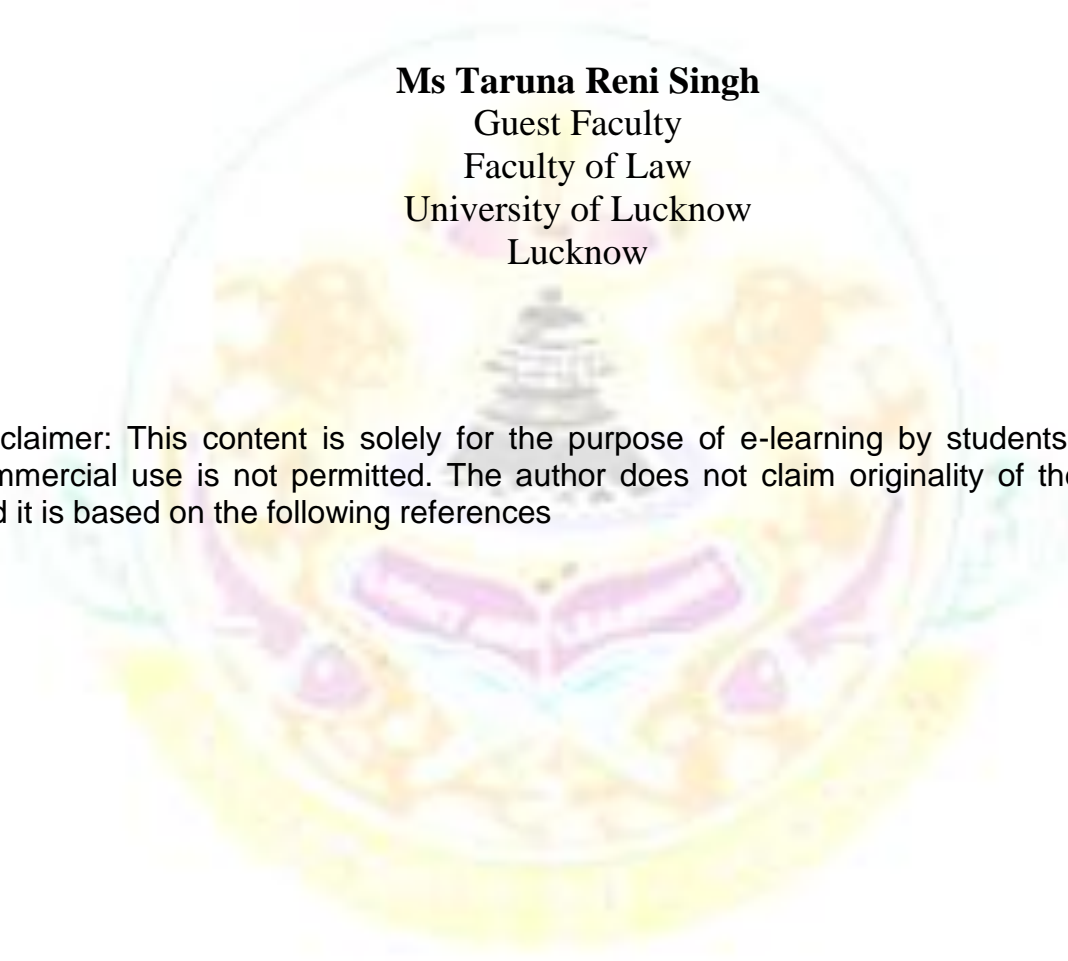 Ms Taruna Reni Singh
Guest Faculty
Faculty of Law
University of Lucknow
Lucknow
claimer: This content is solely for the purpose of e-learning by students
mmercial use is not permitted. The author does not claim originality of the
d it is based on the following references